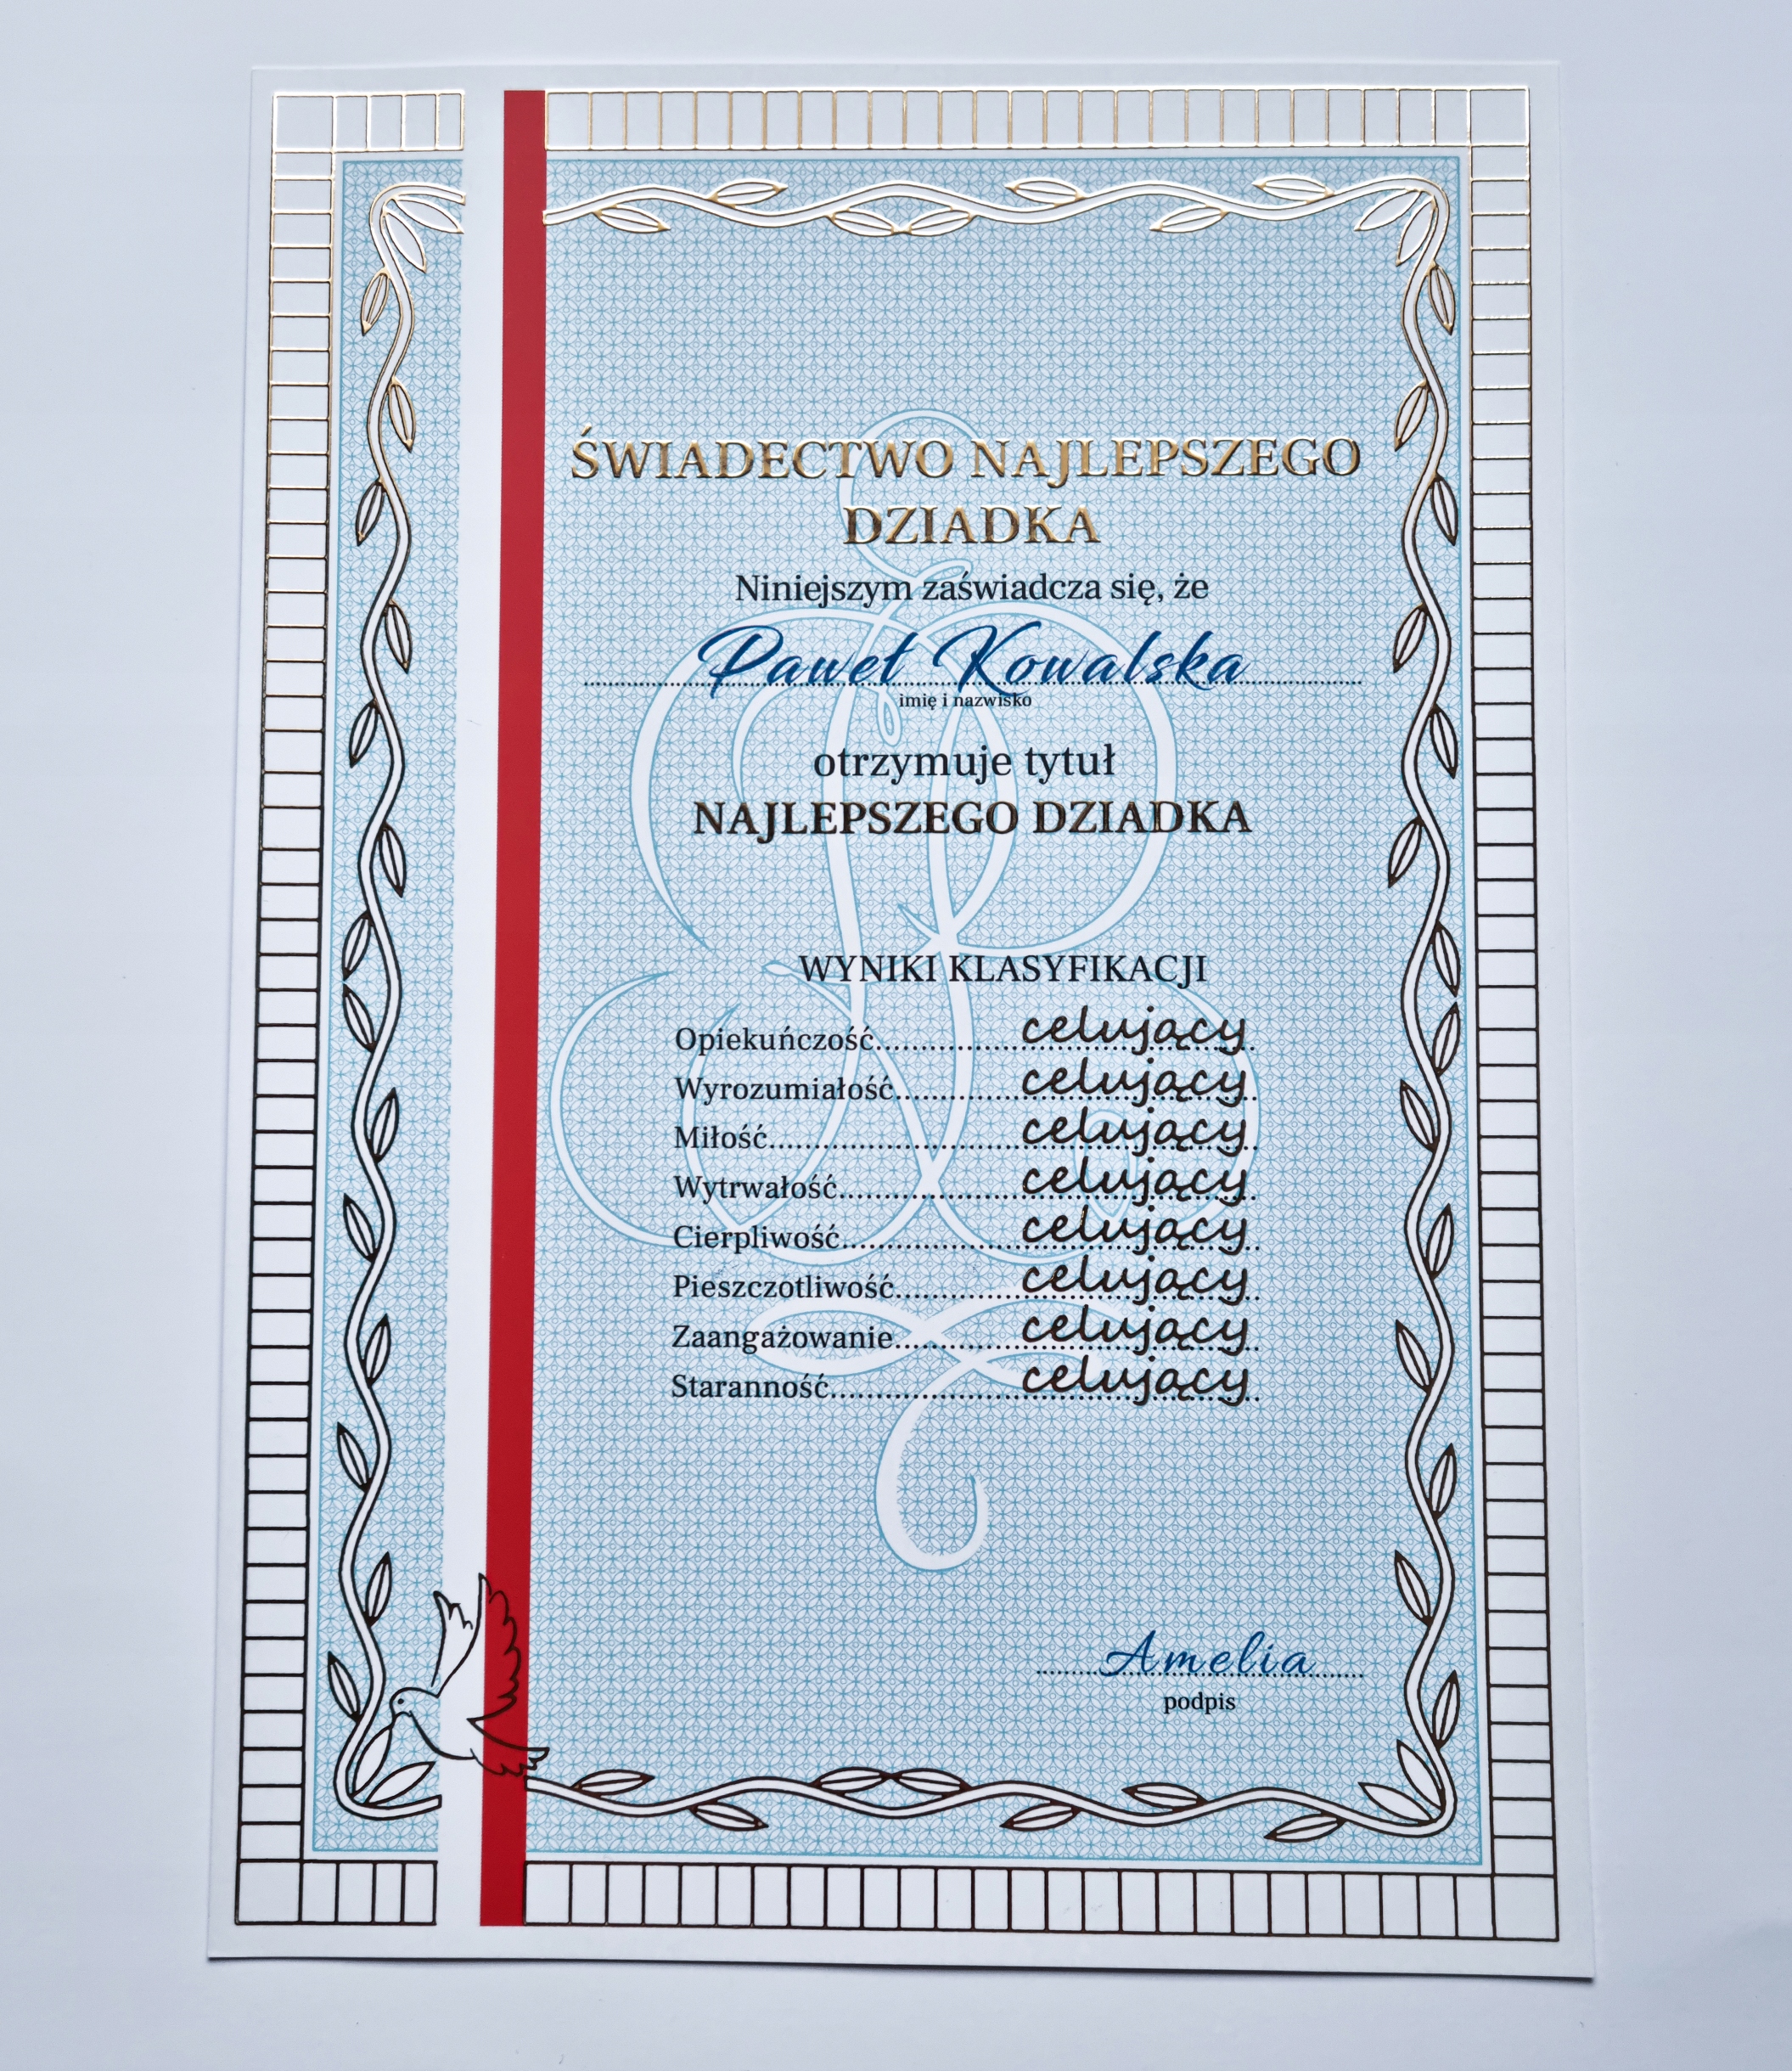 ŚWIADECTWO NAJLEPSZEGO
DZIADKA
Niniejszym zaświadcza się, że
Paweł Kowalska
imię i nazwisko
otrzymuje tytuł
NAJLEPSZEGO DZIADKA
WYNIKI KLASYFIKACJI
Opiekuńczość.................... celujący
Wyrozumiałość.................... celujący
Miłość.................... celujący
Wytrwałość.................... celujący
Cierpliwość.................... celujący
Pieszczotliwość.................... celujący
Zaangażowanie.................... celujący
Staranność.................... celujący
Amelia
podpis